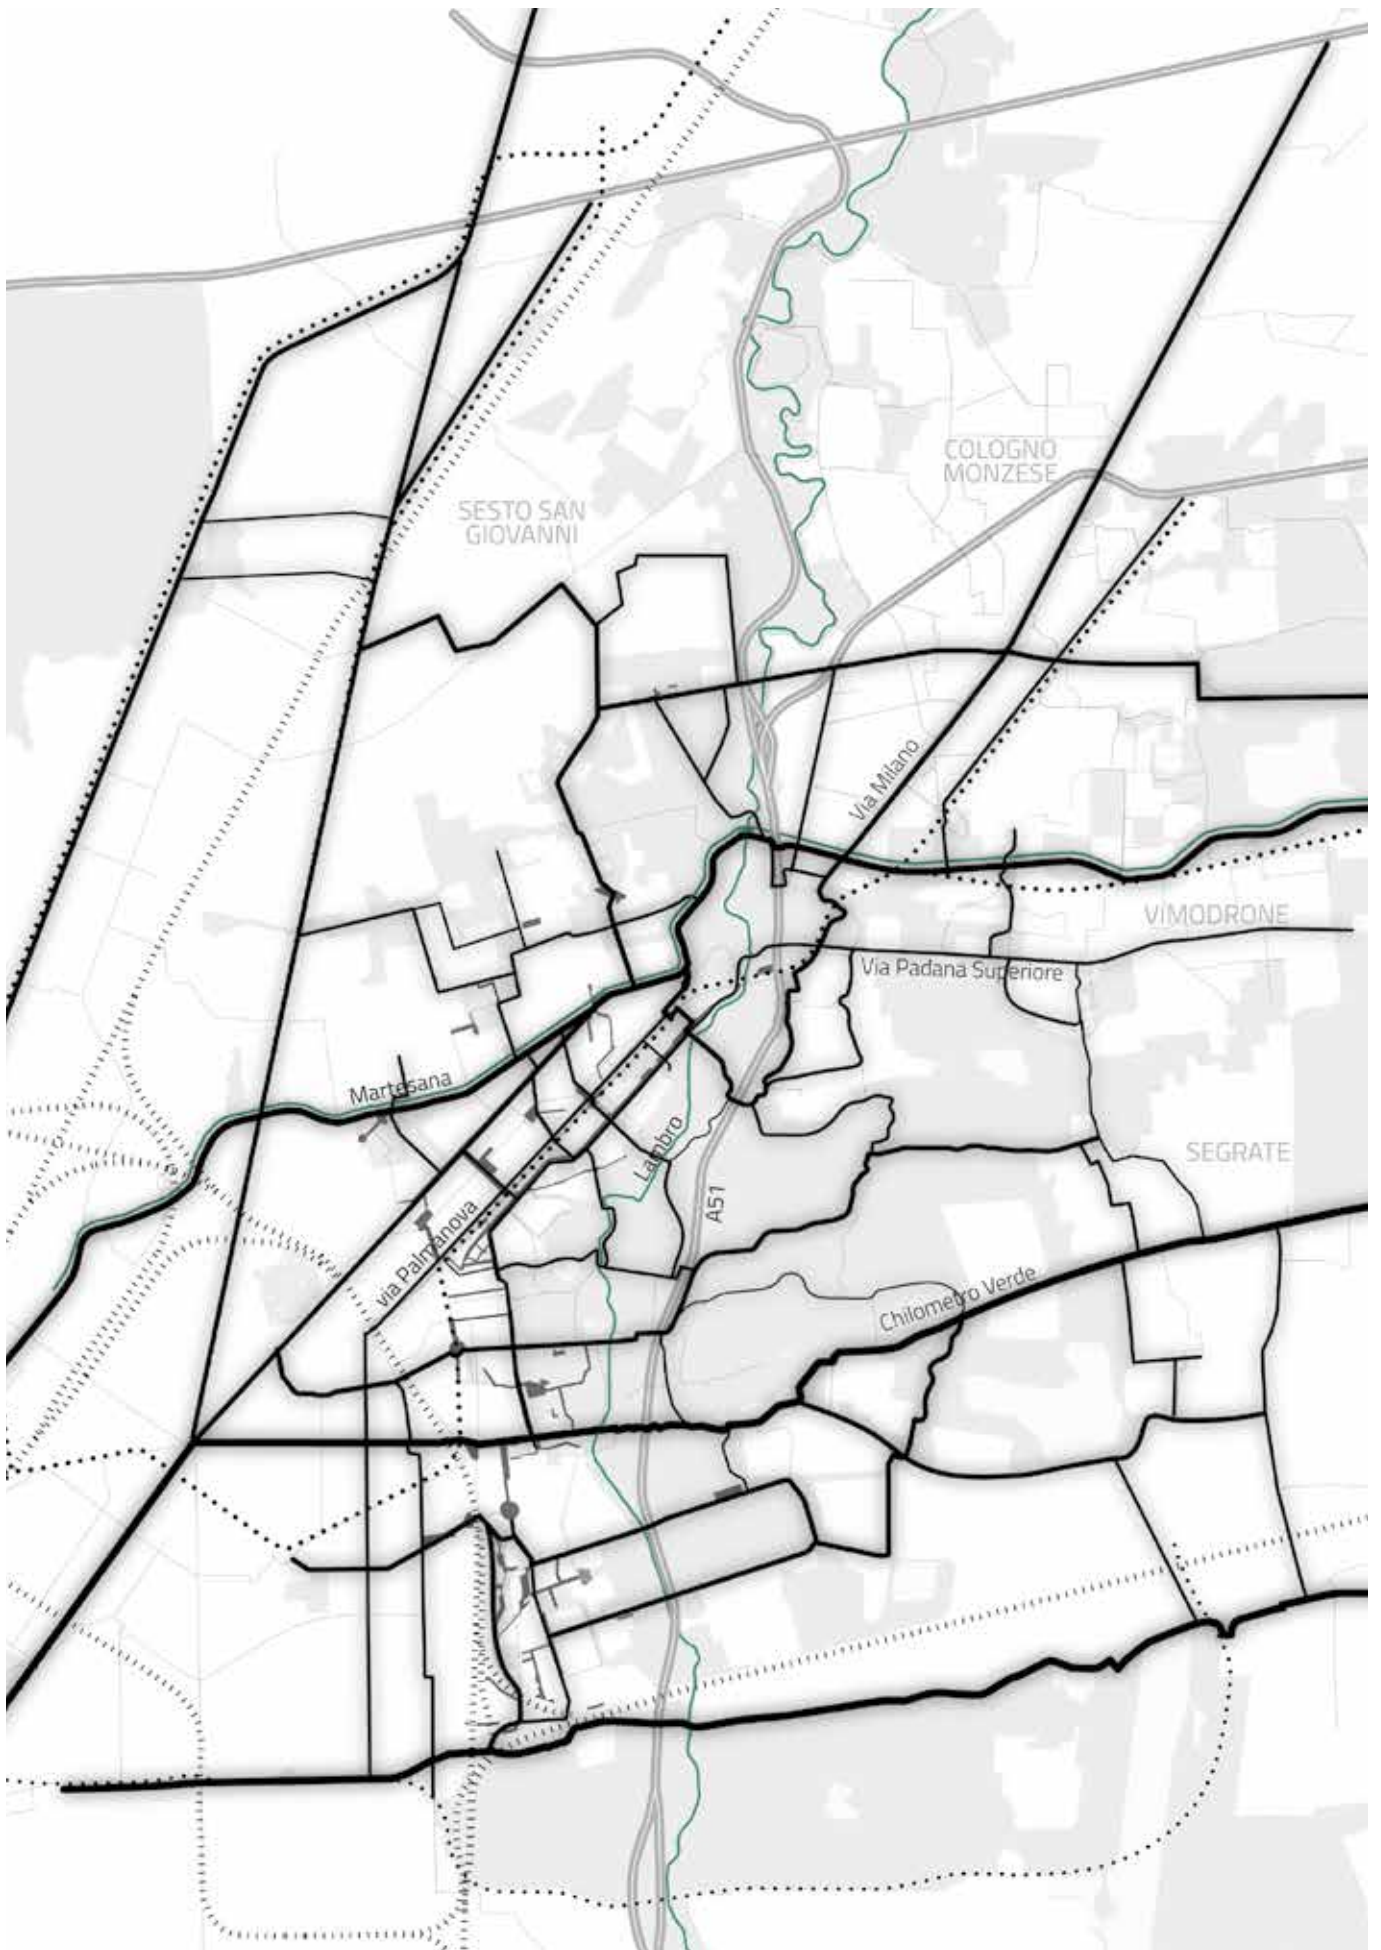 COLOGNO
MONZESE
SESTO SAN
GIOVANNI
Via Milano
VIMODRONE
Via Padana Superiore
Martesana
Lambro
SEGRATE
A51
via Palmanova
Chilometro Verde